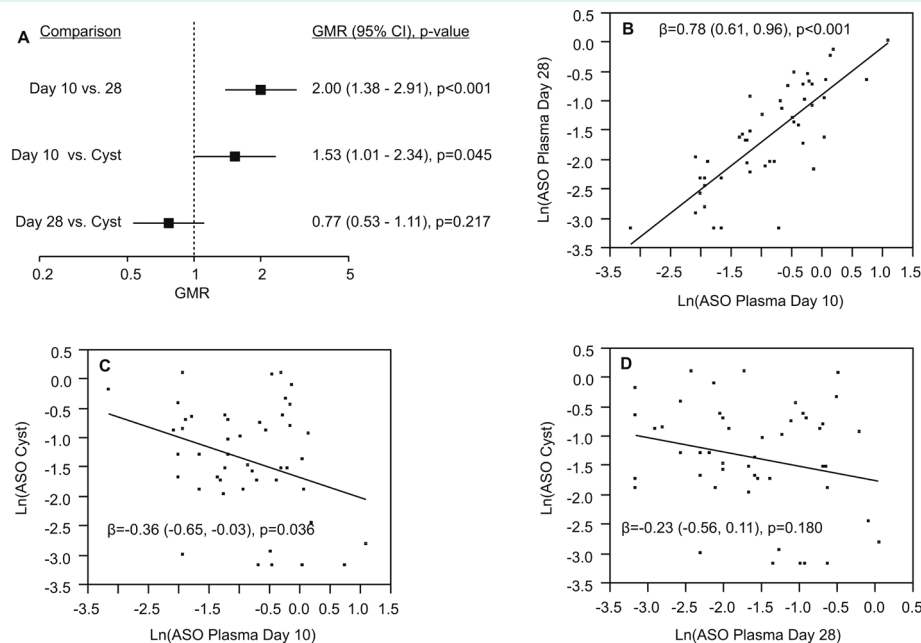 A
Comparison
GMR (95% CI), p-value
Day 10 vs. 28
2.00 (1.38 - 2.91), p<0.001
Day 10 vs. Cyst
1.53 (1.01 - 2.34), p=0.045
Day 28 vs. Cyst
0.77 (0.53 - 1.11), p=0.217
0.2 0.5 1 2 5
GMR
B
β=0.78 (0.61, 0.96), p<0.001
Ln(ASO Plasma Day 28)
0.5
0.0
-0.5
-1.0
-1.5
-2.0
-2.5
-3.0
-3.5
-3.5 -2.5 -1.5 -0.5 0.0 0.5 1.0 1.5
Ln(ASO Plasma Day 10)
C
Ln(ASO Cyst)
0.5
0.0
-0.5
-1.0
-1.5
-2.0
-2.5
-3.0
-3.5
β=-0.36 (-0.65, -0.03), p=0.036
-3.5 -2.5 -1.5 -0.5 0.0 0.5 1.0 1.5
Ln(ASO Plasma Day 10)
D
Ln(ASO Cyst)
0.5
0.0
-0.5
-1.0
-1.5
-2.0
-2.5
-3.0
-3.5
β=-0.23 (-0.56, 0.11), p=0.180
-3.5 -3.0 -2.5 -2.0 -1.5 -1.0 -0.5 0.0 0.5
Ln(ASO Plasma Day 28)